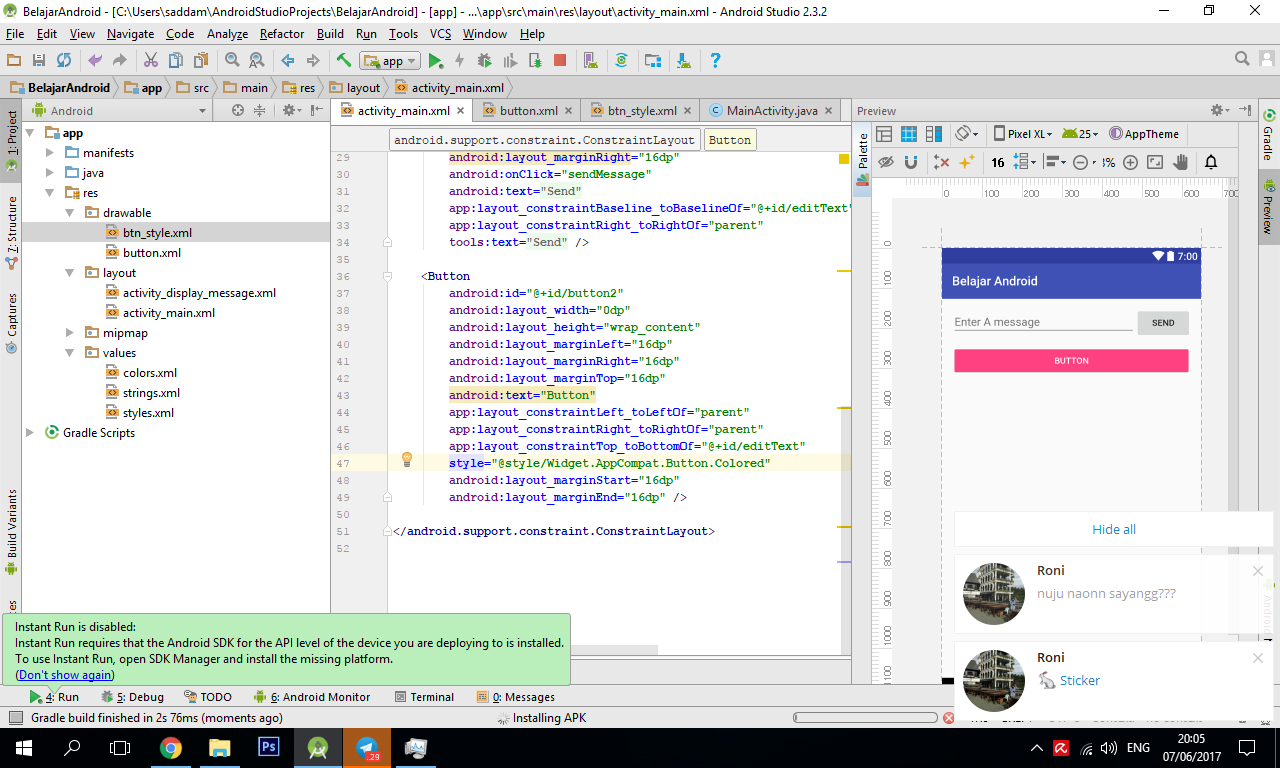 BelajarAndroid - [C:\Users\saddam\AndroidStudioProjects\BelajarAndroid] - [app] - ...\app\src\main\res\layout\activity_main.xml - Android Studio 2.3.2
File Edit View Navigate Code Analyze Refactor Build Run Tools VCS Window Help
app
BelajarAndroid app src main res layout activity_main.xml
Android
activity_main.xml button.xml btn_style.xml MainActivity.java
Preview
1: Project
7: Structure
Captures
Build Variants
app
manifests
java
res
drawable
btn_style.xml
button.xml
layout
activity_display_message.xml
activity_main.xml
mipmap
values
colors.xml
strings.xml
styles.xml
Gradle Scripts
android.support.constraint.ConstraintLayout Button
29 android:layout_marginRight="16dp"
30 android:onClick="sendMessage"
31 android:text="Send"
32 app:layout_constraintBaseline_toBaselineOf="@+id/editText"
33 app:layout_constraintRight_toRightOf="parent"
34 tools:text="Send" />
35
36 <Button
37 android:id="@+id/button2"
38 android:layout_width="0dp"
39 android:layout_height="wrap_content"
40 android:layout_marginLeft="16dp"
41 android:layout_marginRight="16dp"
42 android:layout_marginTop="16dp"
43 android:text="Button"
44 app:layout_constraintLeft_toLeftOf="parent"
45 app:layout_constraintRight_toRightOf="parent"
46 app:layout_constraintTop_toBottomOf="@+id/editText"
47 style="@style/Widget.AppCompat.Button.Colored"
48 android:layout_marginStart="16dp"
49 android:layout_marginEnd="16dp" />
50
51 </android.support.constraint.ConstraintLayout>
52
Palette
Pixel XL 25 AppTheme
16 %
0 100 200 300 400 500 600 700
0
100
200
300
400
500
600
700
800
900
1000
1100
7:00
Belajar Android
Enter A message SEND
BUTTON
Gradle
Preview
Hide all
Roni
nuju naonn sayangg???
Roni
Sticker
Instant Run is disabled:
Instant Run requires that the Android SDK for the API level of the device you are deploying to is installed.
To use Instant Run, open SDK Manager and install the missing platform.
(Don't show again)
4: Run 5: Debug TODO 6: Android Monitor Terminal 0: Messages
Gradle build finished in 2s 76ms (moments ago) Installing APK
Ps
29
ENG
20:05
07/06/2017